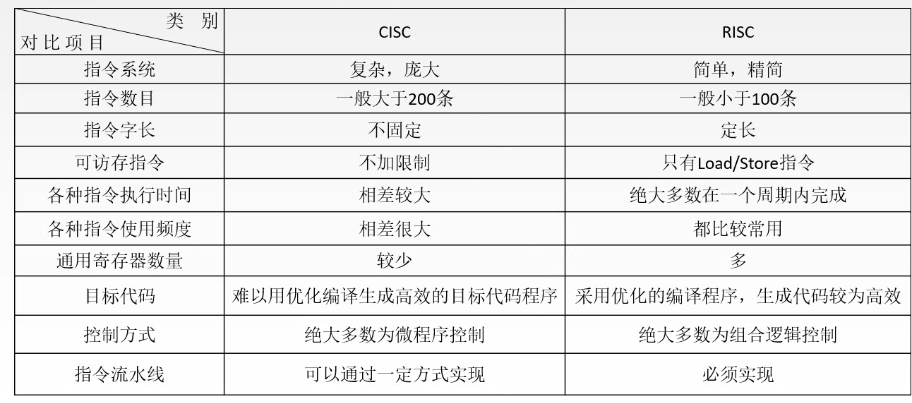 类 别
对比项目
CISC
RISC
指令系统
复杂，庞大
简单，精简
指令数目
一般大于200条
一般小于100条
指令字长
不固定
定长
可访存指令
不加限制
只有Load/Store指令
各种指令执行时间
相差较大
绝大多数在一个周期内完成
各种指令使用频度
相差很大
都比较常用
通用寄存器数量
较少
多
目标代码
难以用优化编译生成高效的目标代码程序
采用优化的编译程序，生成代码较为高效
控制方式
绝大多数为微程序控制
绝大多数为组合逻辑控制
指令流水线
可以通过一定方式实现
必须实现